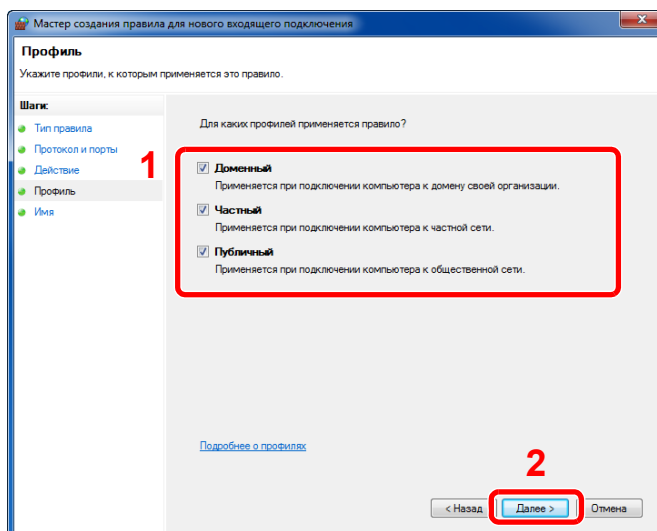 Мастер создания правила для нового входящего подключения
Профиль
Укажите профили, к которым применяется это правило.
Шаги:
Тип правила
Протокол и порты
Действие
Профиль
Имя
Для каких профилей применяется правило?
1
Доменный
Применяется при подключении компьютера к домену своей организации.
Частный
Применяется при подключении компьютера к частной сети.
Публичный
Применяется при подключении компьютера к общественной сети.
Подробнее о профилях
2
< Назад
Далее >
Отмена